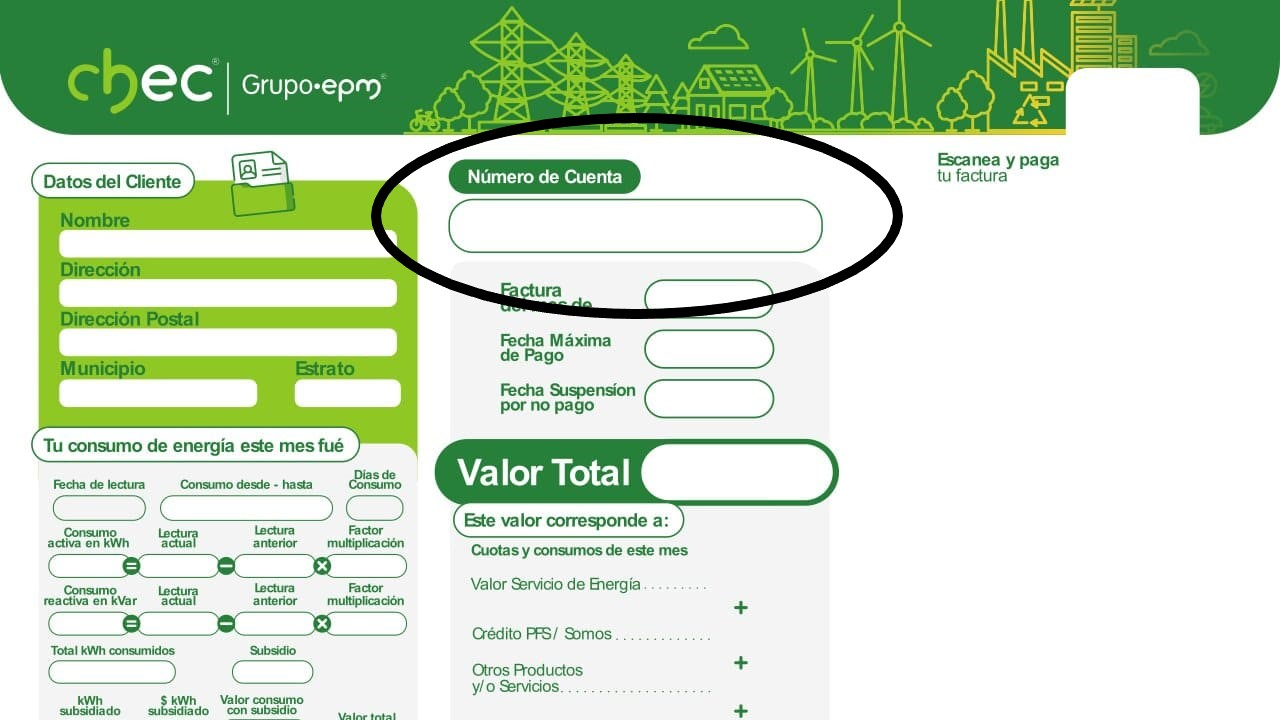 chec® Grupo•epm®
Escanea y paga
tu factura
Datos del Cliente
Nombre
Dirección
Dirección Postal
Municipio Estrato
Número de Cuenta
Factura
del mes de
Fecha Máxima
de Pago
Fecha Suspensíon
por no pago
Valor Total
Este valor corresponde a:
Cuotas y consumos de este mes
Valor Servicio de Energía . . . . . . . . .
+
Crédito PFS / Somos . . . . . . . . . . . . .
+
Otros Productos
y/o Servicios . . . . . . . . . . . . . . . . . . . .
+
Tu consumo de energía este mes fué
Fecha de lectura Consumo desde - hasta Días de
Consumo
Consumo Lectura Lectura Factor
activa en kWh actual anterior multiplicación
= − ×
Consumo Lectura Lectura Factor
reactiva en kVar actual anterior multiplicación
= − ×
Total kWh consumidos Subsidio
kWh $ kWh Valor consumo
subsidiado subsidiado con subsidio Valor total